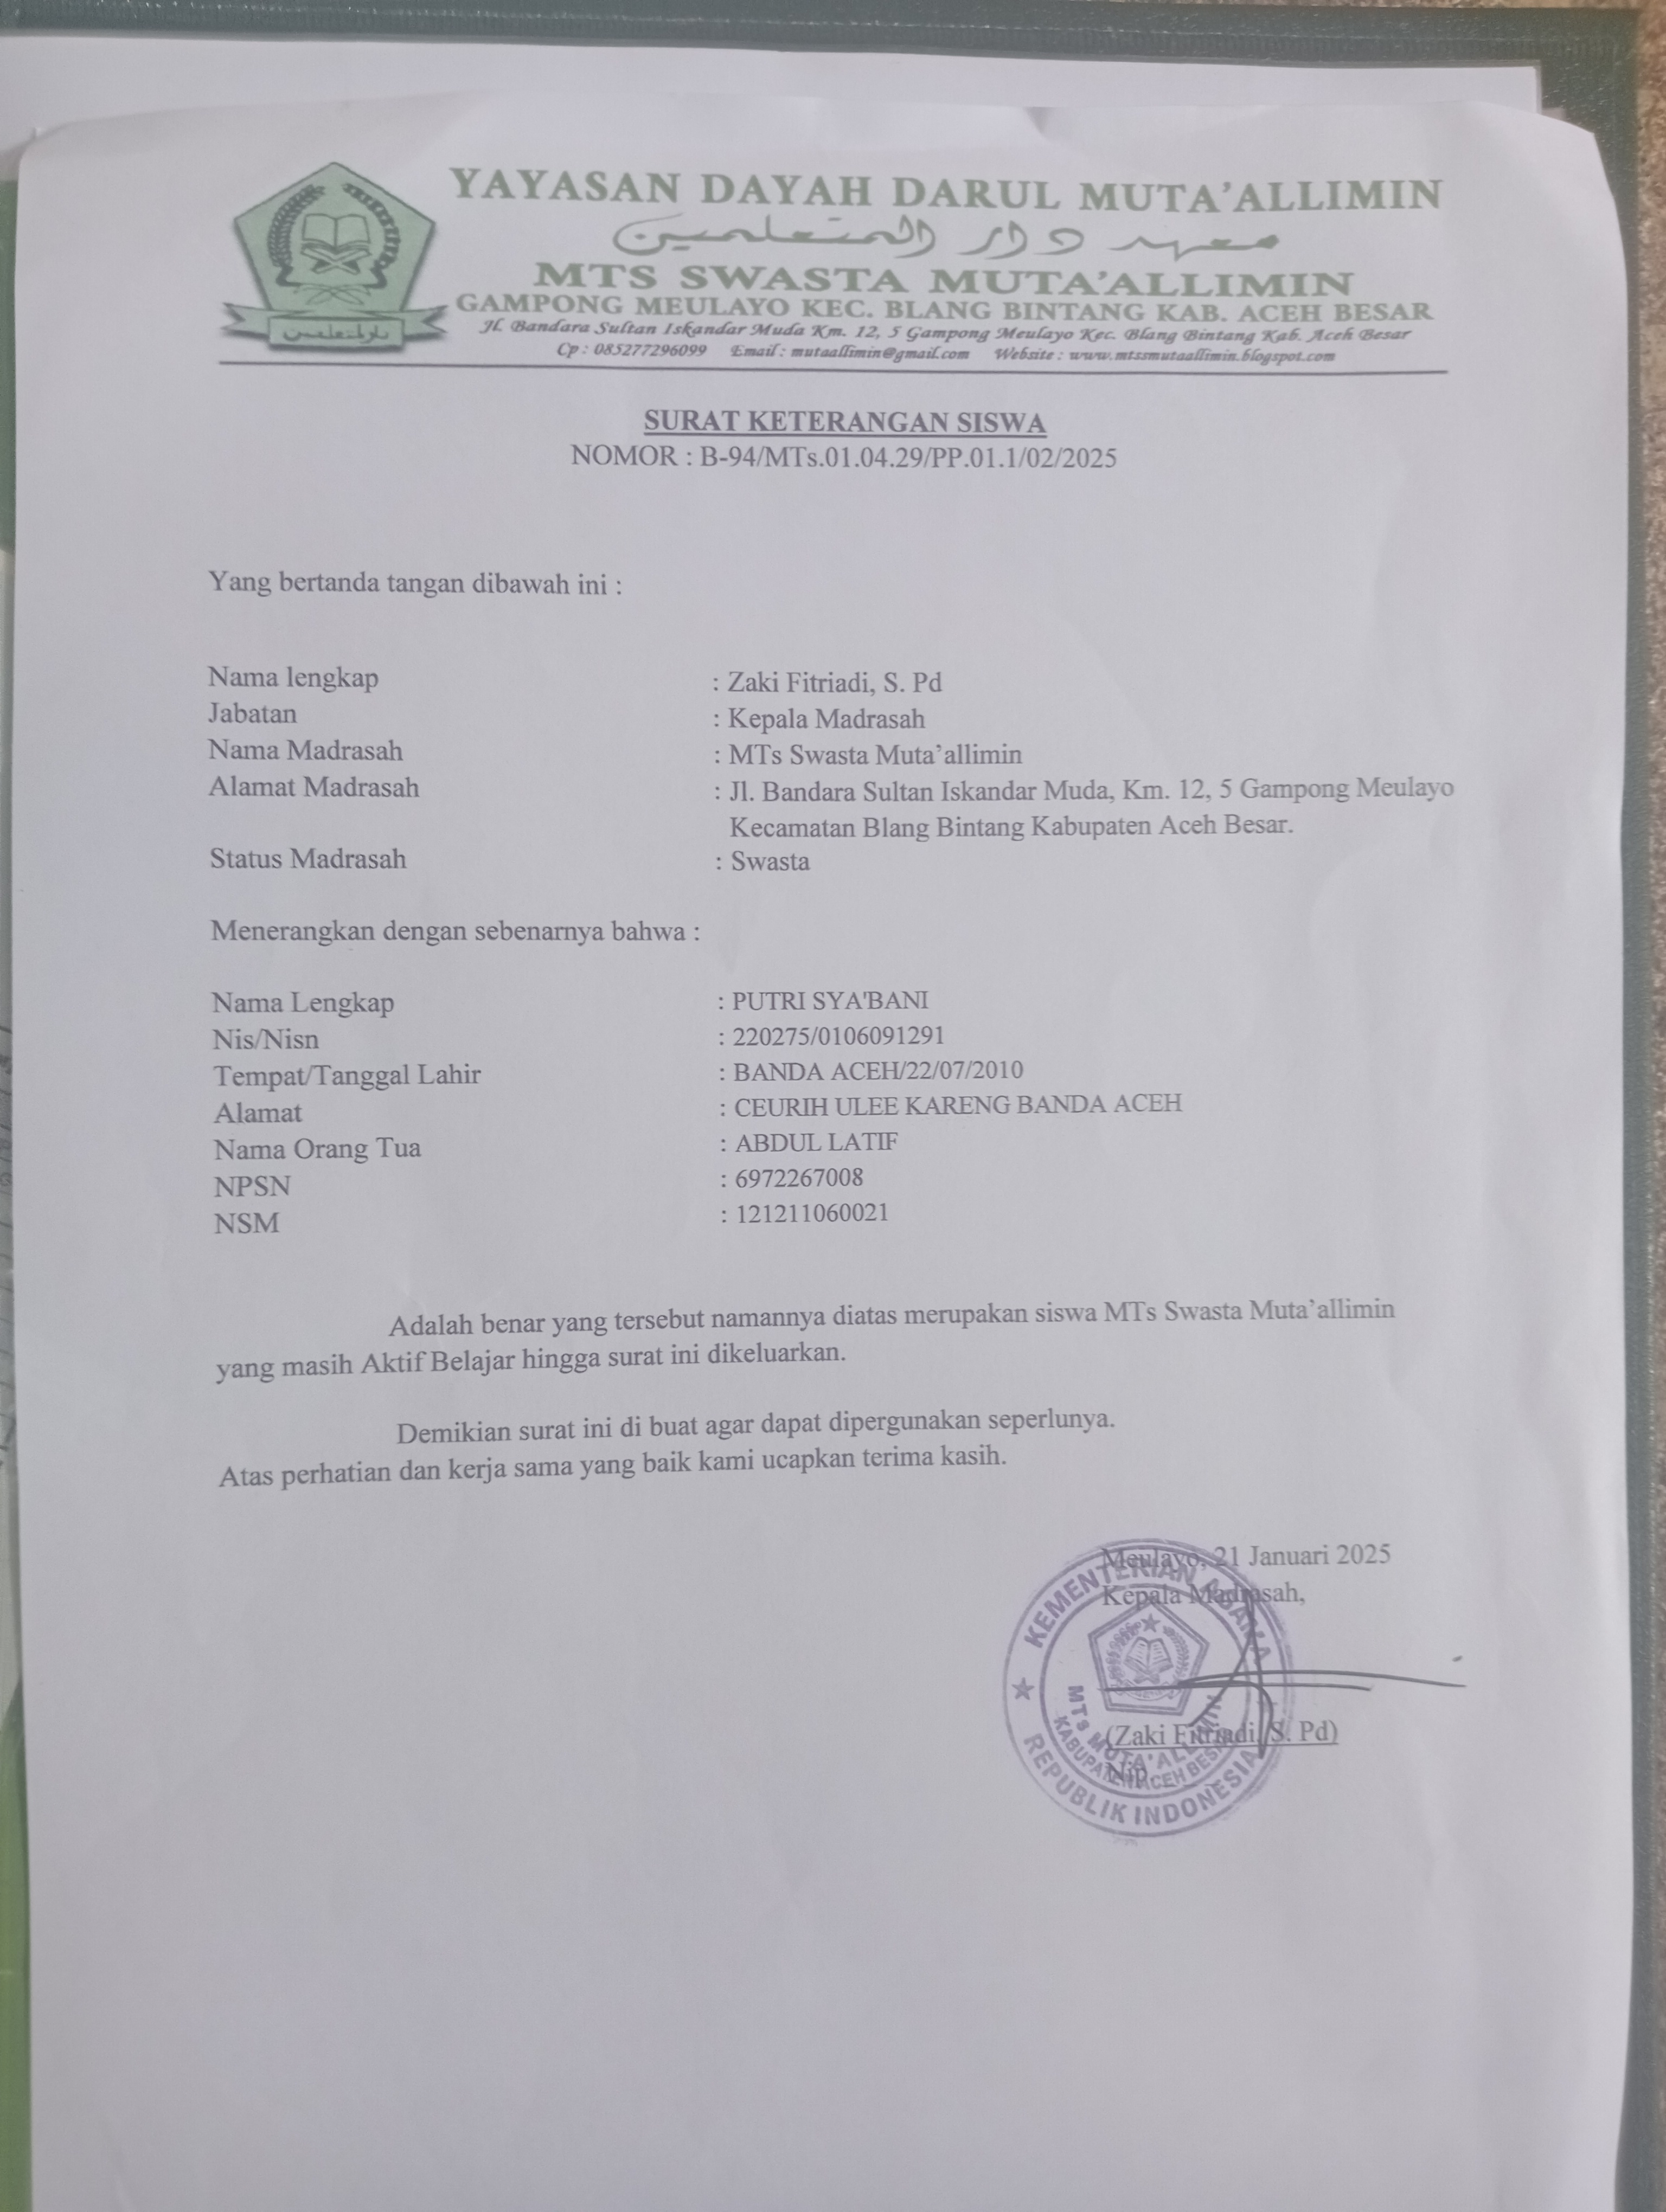 YAYASAN DAYAH DARUL MUTA'ALLIMIN
معهد دار المتعلمين
MTS SWASTA MUTA'ALLIMIN
GAMPONG MEULAYO KEC. BLANG BINTANG KAB. ACEH BESAR
Jl. Bandara Sultan Iskandar Muda Km. 12, 5 Gampong Meulayo Kec. Blang Bintang Kab. Aceh Besar
Cp : 085277296099 Email : mutaallimin@gmail.com Website : www.mtssmutaallimin.blogspot.com
SURAT KETERANGAN SISWA
NOMOR : B-94/MTs.01.04.29/PP.01.1/02/2025
Yang bertanda tangan dibawah ini :
Nama lengkap : Zaki Fitriadi, S. Pd
Jabatan : Kepala Madrasah
Nama Madrasah : MTs Swasta Muta'allimin
Alamat Madrasah : Jl. Bandara Sultan Iskandar Muda, Km. 12, 5 Gampong Meulayo
Kecamatan Blang Bintang Kabupaten Aceh Besar.
Status Madrasah : Swasta
Menerangkan dengan sebenarnya bahwa :
Nama Lengkap : PUTRI SYA'BANI
Nis/Nisn : 220275/0106091291
Tempat/Tanggal Lahir : BANDA ACEH/22/07/2010
Alamat : CEURIH ULEE KARENG BANDA ACEH
Nama Orang Tua : ABDUL LATIF
NPSN : 6972267008
NSM : 121211060021
Adalah benar yang tersebut namannya diatas merupakan siswa MTs Swasta Muta'allimin
yang masih Aktif Belajar hingga surat ini dikeluarkan.
Demikian surat ini di buat agar dapat dipergunakan seperlunya.
Atas perhatian dan kerja sama yang baik kami ucapkan terima kasih.
Meulayo, 21 Januari 2025
Kepala Madrasah,
(Zaki Fitriadi, S. Pd)
Nip.
KEMENTERIAN AGAMA
MTs MUTA'ALLIMIN
KABUPATEN ACEH BESAR
REPUBLIK INDONESIA